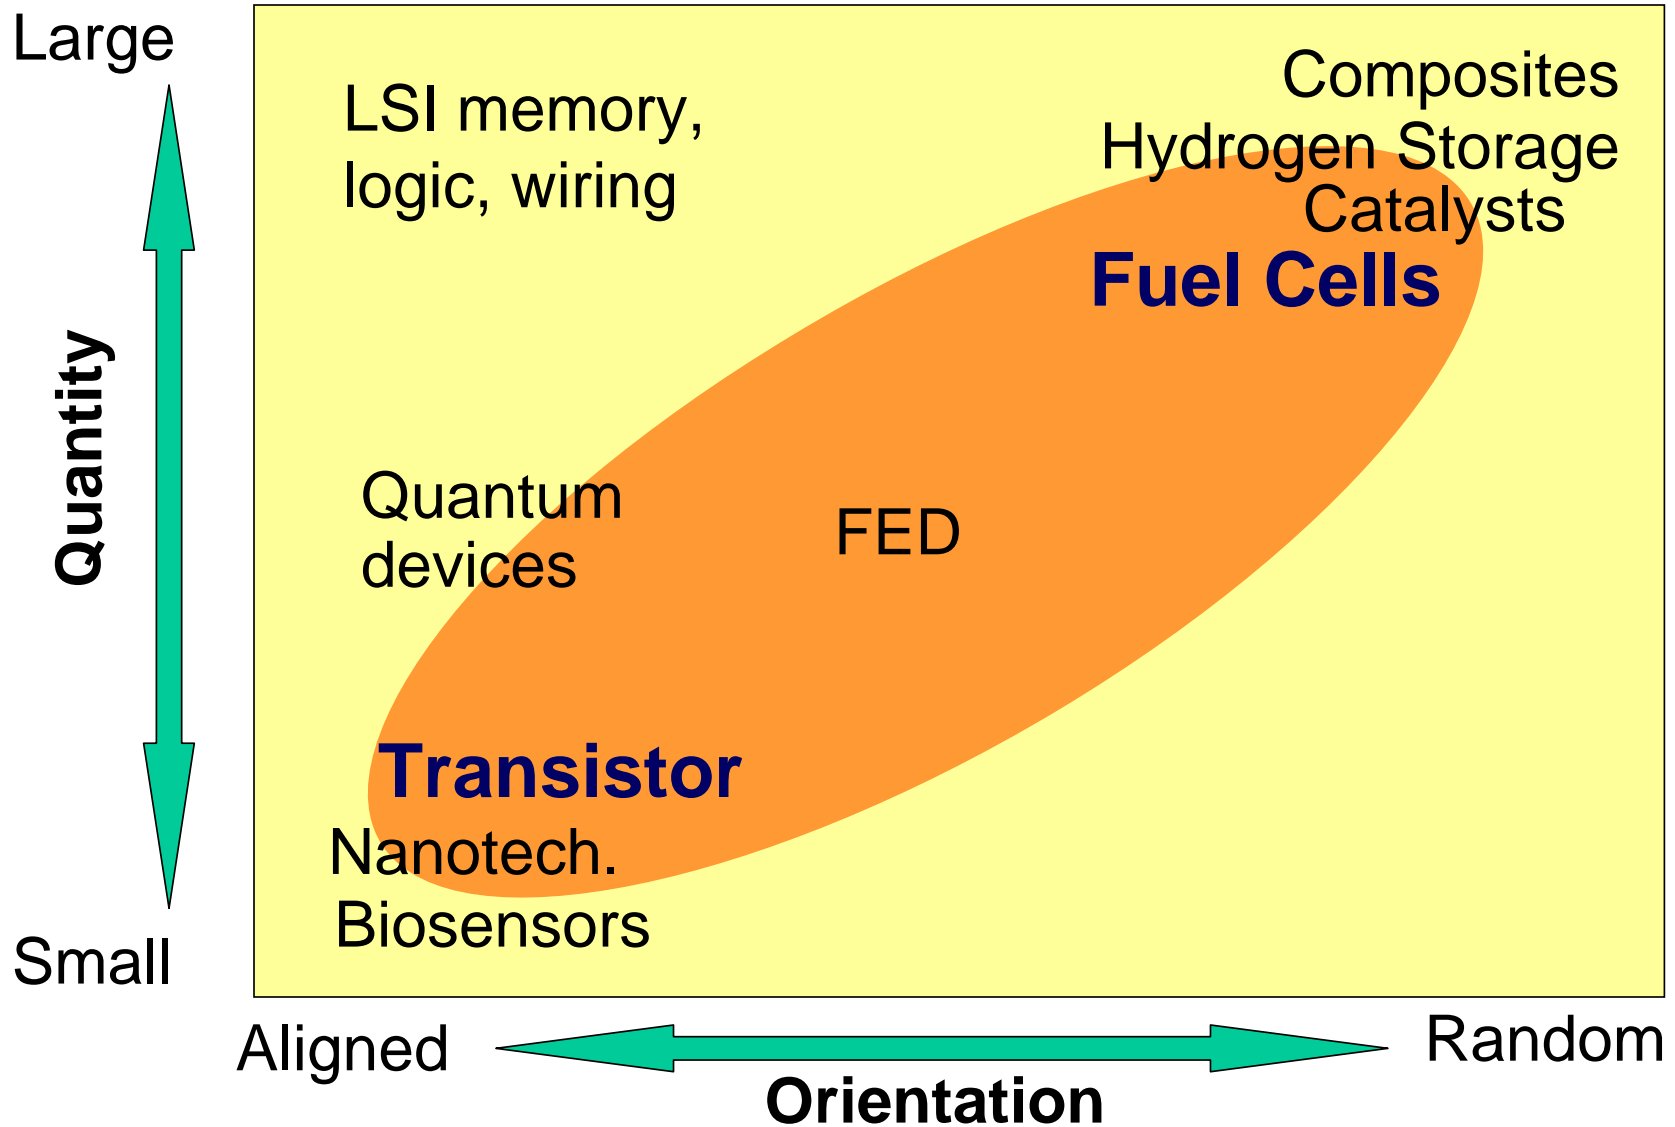 Large
LSI memory,
logic, wiring
Composites
Hydrogen Storage
Catalysts
Fuel Cells
Quantity
Quantum
devices
FED
Transistor
Nanotech.
Biosensors
Small
Aligned
Random
Orientation